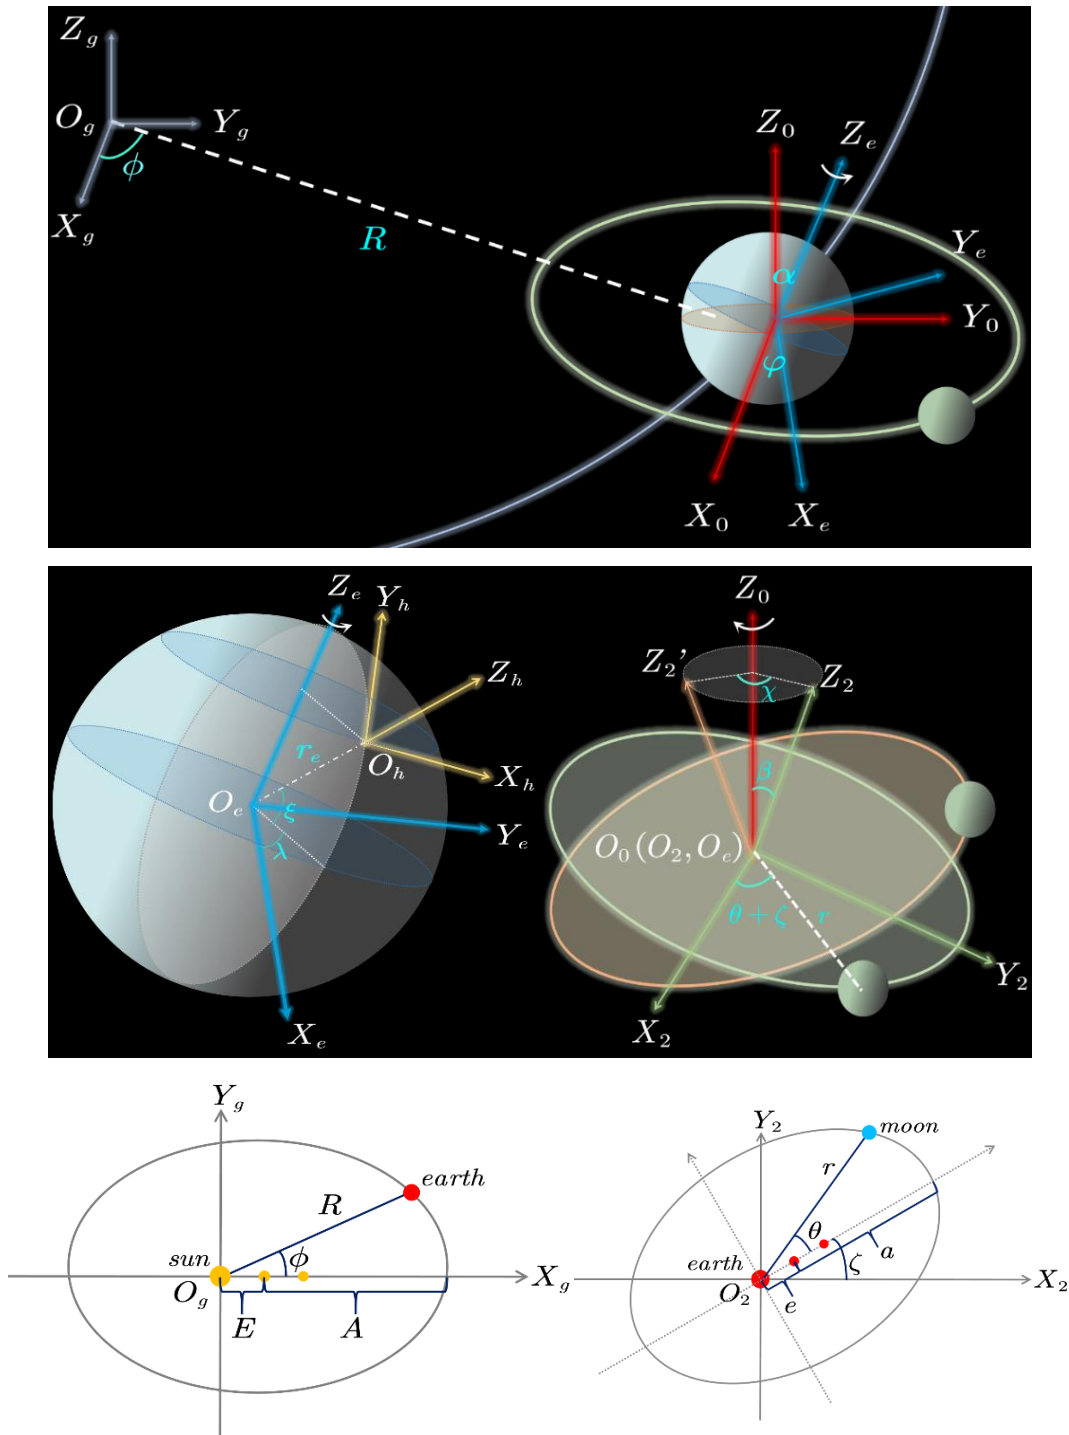 Z_g
O_g
Y_g
ϕ
X_g
R
Z_0
Z_e
Y_e
α
Y_0
φ
X_0
X_e
Z_e
Y_h
Z_h
r_e
O_h
X_h
O_e
ξ
Y_e
λ
X_e
Z_0
Z_2'
Z_2
χ
β
O_0(O_2, O_e)
θ + ζ
r
Y_2
X_2
Y_g
earth
R
sun
ϕ
O_g
X_g
E
A
Y_2
moon
r
θ
earth
a
ζ
O_2
e
X_2